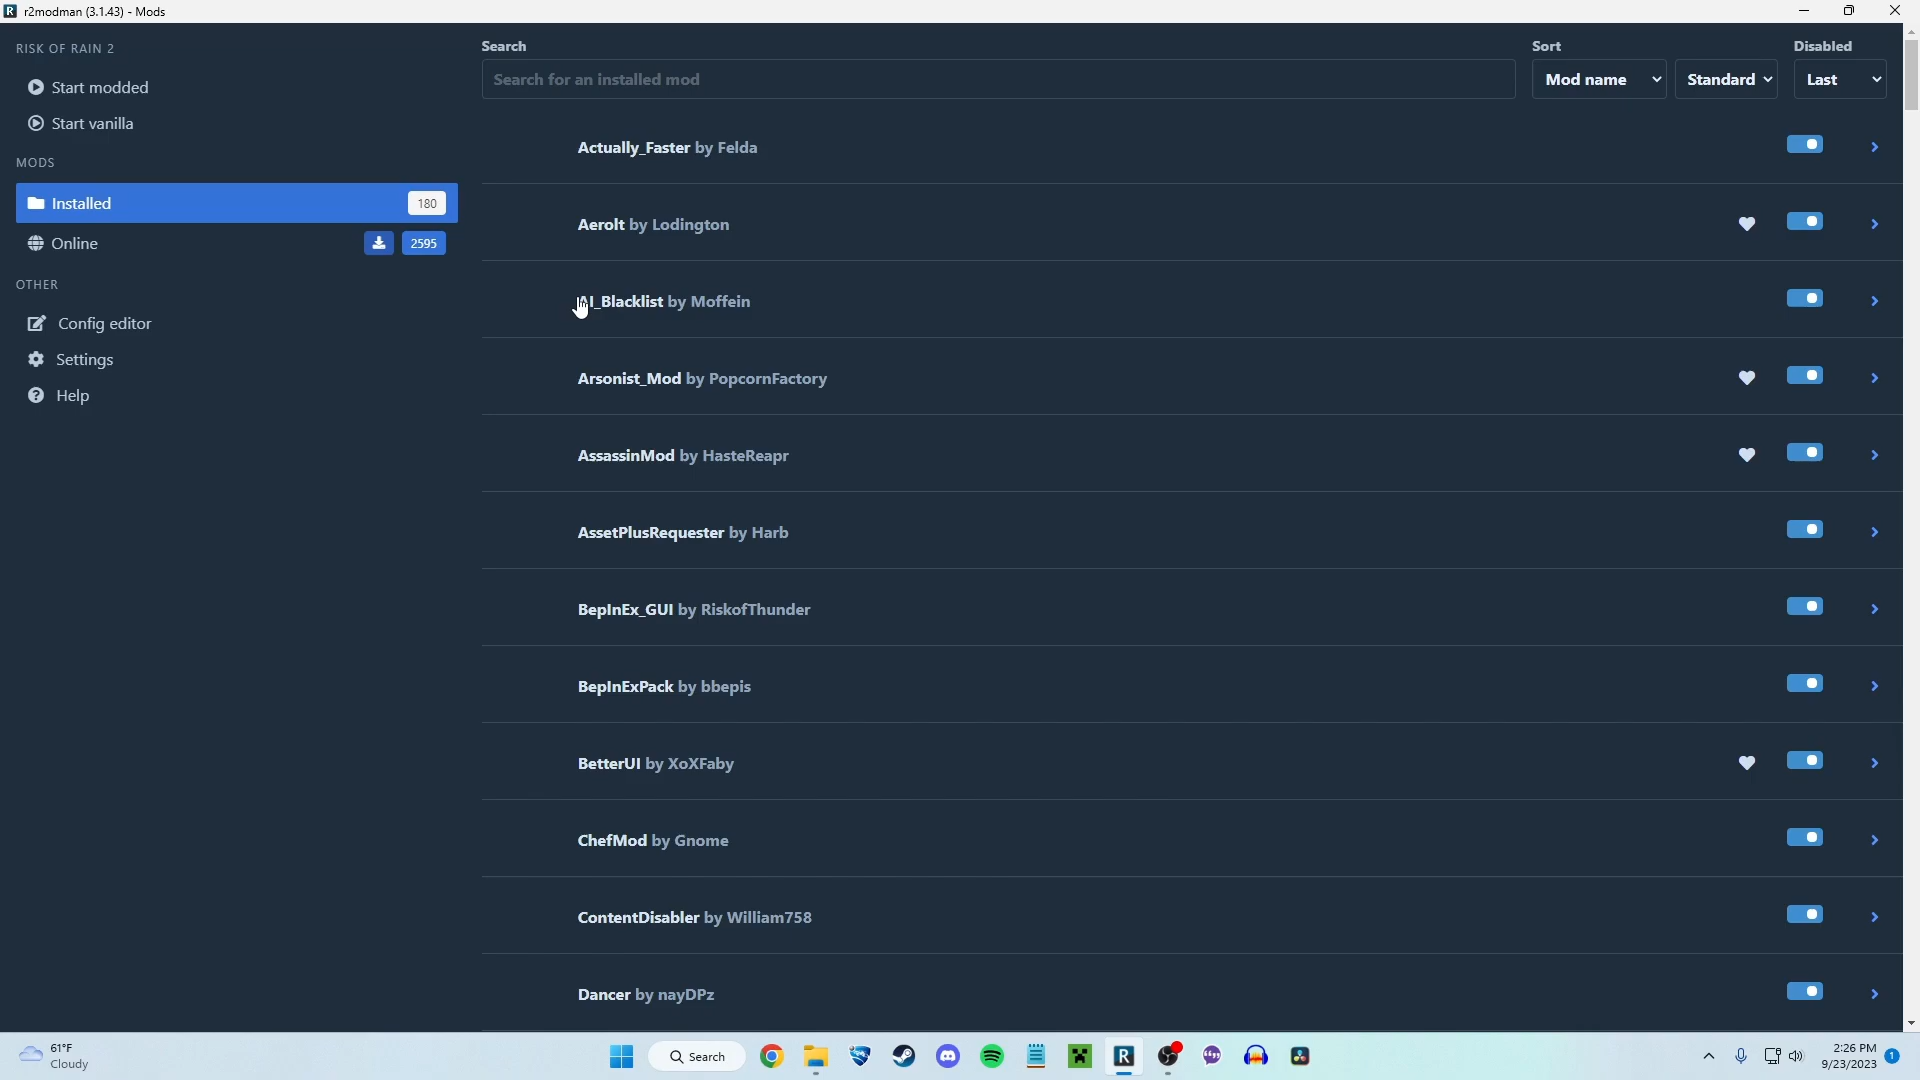 r2modman (3.1.43) - Mods
RISK OF RAIN 2
Start modded
Start vanilla
MODS
Installed 180
Online 2595
OTHER
Config editor
Settings
Help
Search
Search for an installed mod
Sort
Mod name Standard
Disabled
Last
Actually_Faster by Felda
Aerolt by Lodington
AI_Blacklist by Moffein
Arsonist_Mod by PopcornFactory
AssassinMod by HasteReapr
AssetPlusRequester by Harb
BepInEx_GUI by RiskofThunder
BepInExPack by bbepis
BetterUI by XoXFaby
ChefMod by Gnome
ContentDisabler by William758
Dancer by nayDPz
61°F
Cloudy
Search
2:26 PM
9/23/2023
1